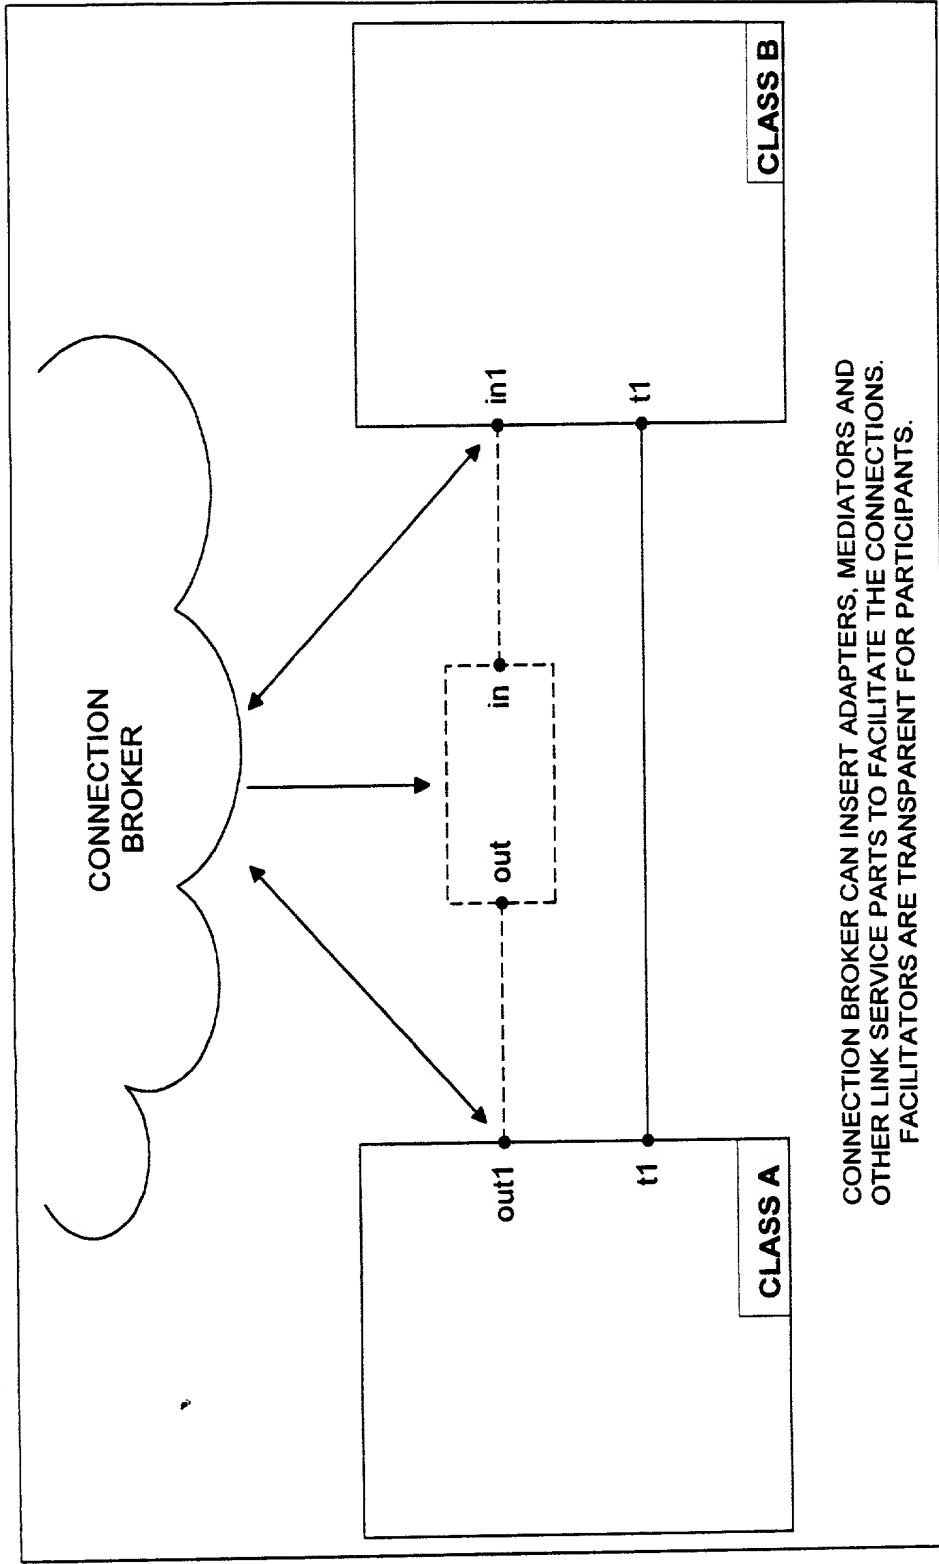 CONNECTION
BROKER
out1
out
in
in1
t1
t1
CLASS A
CLASS B
CONNECTION BROKER CAN INSERT ADAPTERS, MEDIATORS AND
OTHER LINK SERVICE PARTS TO FACILITATE THE CONNECTIONS.
FACILITATORS ARE TRANSPARENT FOR PARTICIPANTS.